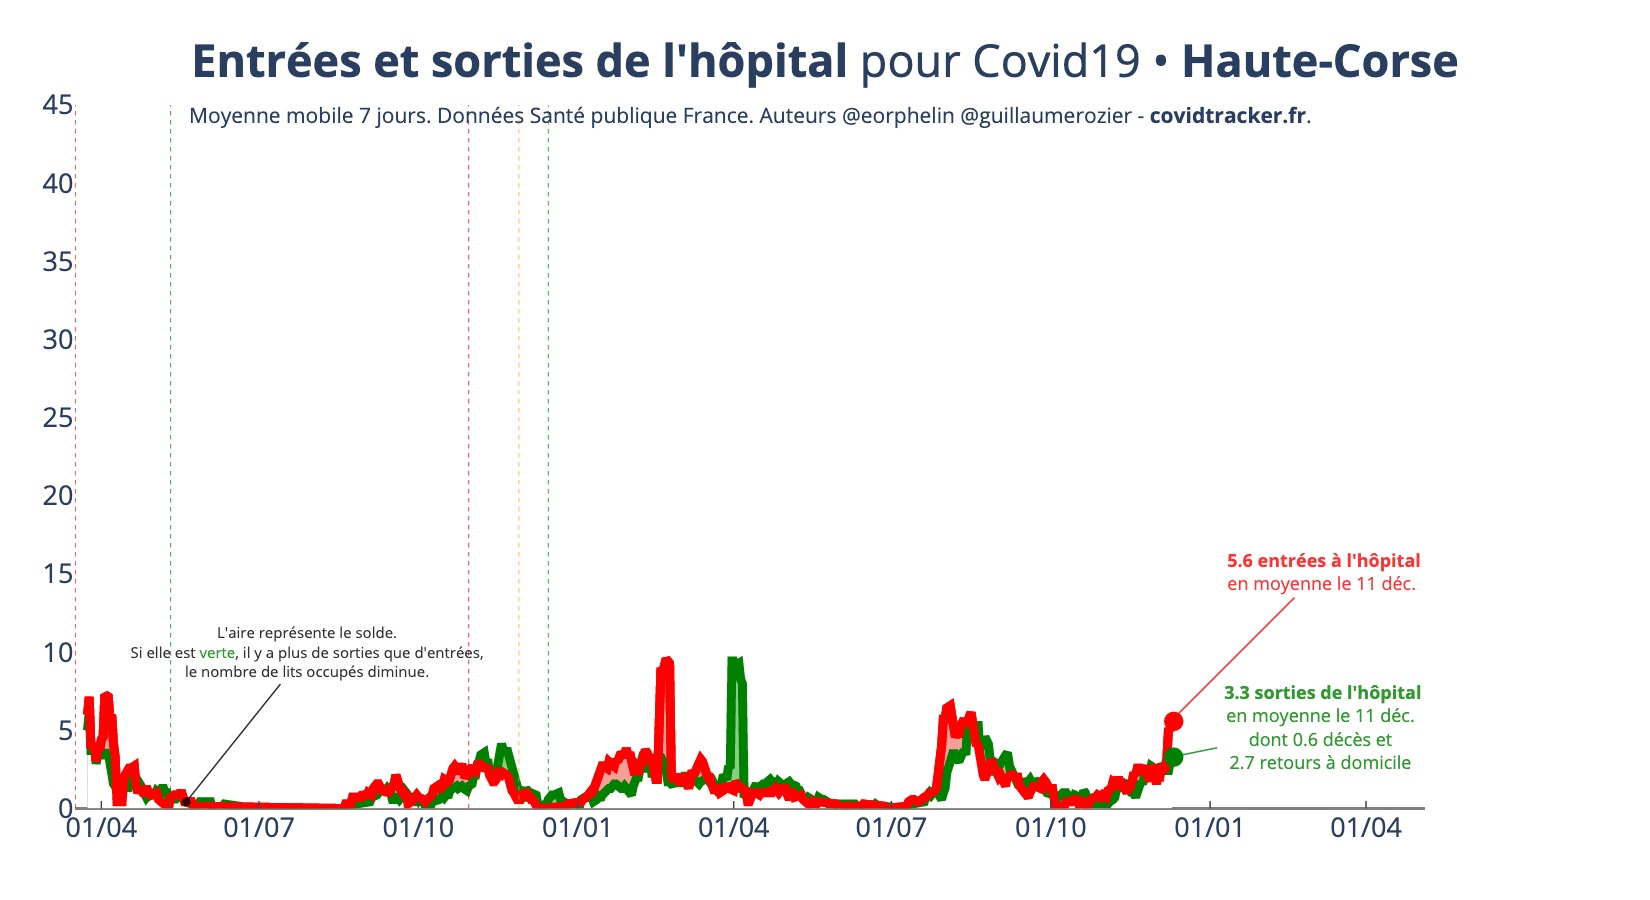 Entrées et sorties de l'hôpital pour Covid19 • Haute-Corse
Moyenne mobile 7 jours. Données Santé publique France. Auteurs @eorphelin @guillaumerozier - covidtracker.fr.
45
40
35
30
25
20
15
10
5
0
5.6 entrées à l'hôpital
en moyenne le 11 déc.
L'aire représente le solde.
Si elle est verte, il y a plus de sorties que d'entrées,
le nombre de lits occupés diminue.
3.3 sorties de l'hôpital
en moyenne le 11 déc.
dont 0.6 décès et
2.7 retours à domicile
01/04 01/07 01/10 01/01 01/04 01/07 01/10 01/01 01/04